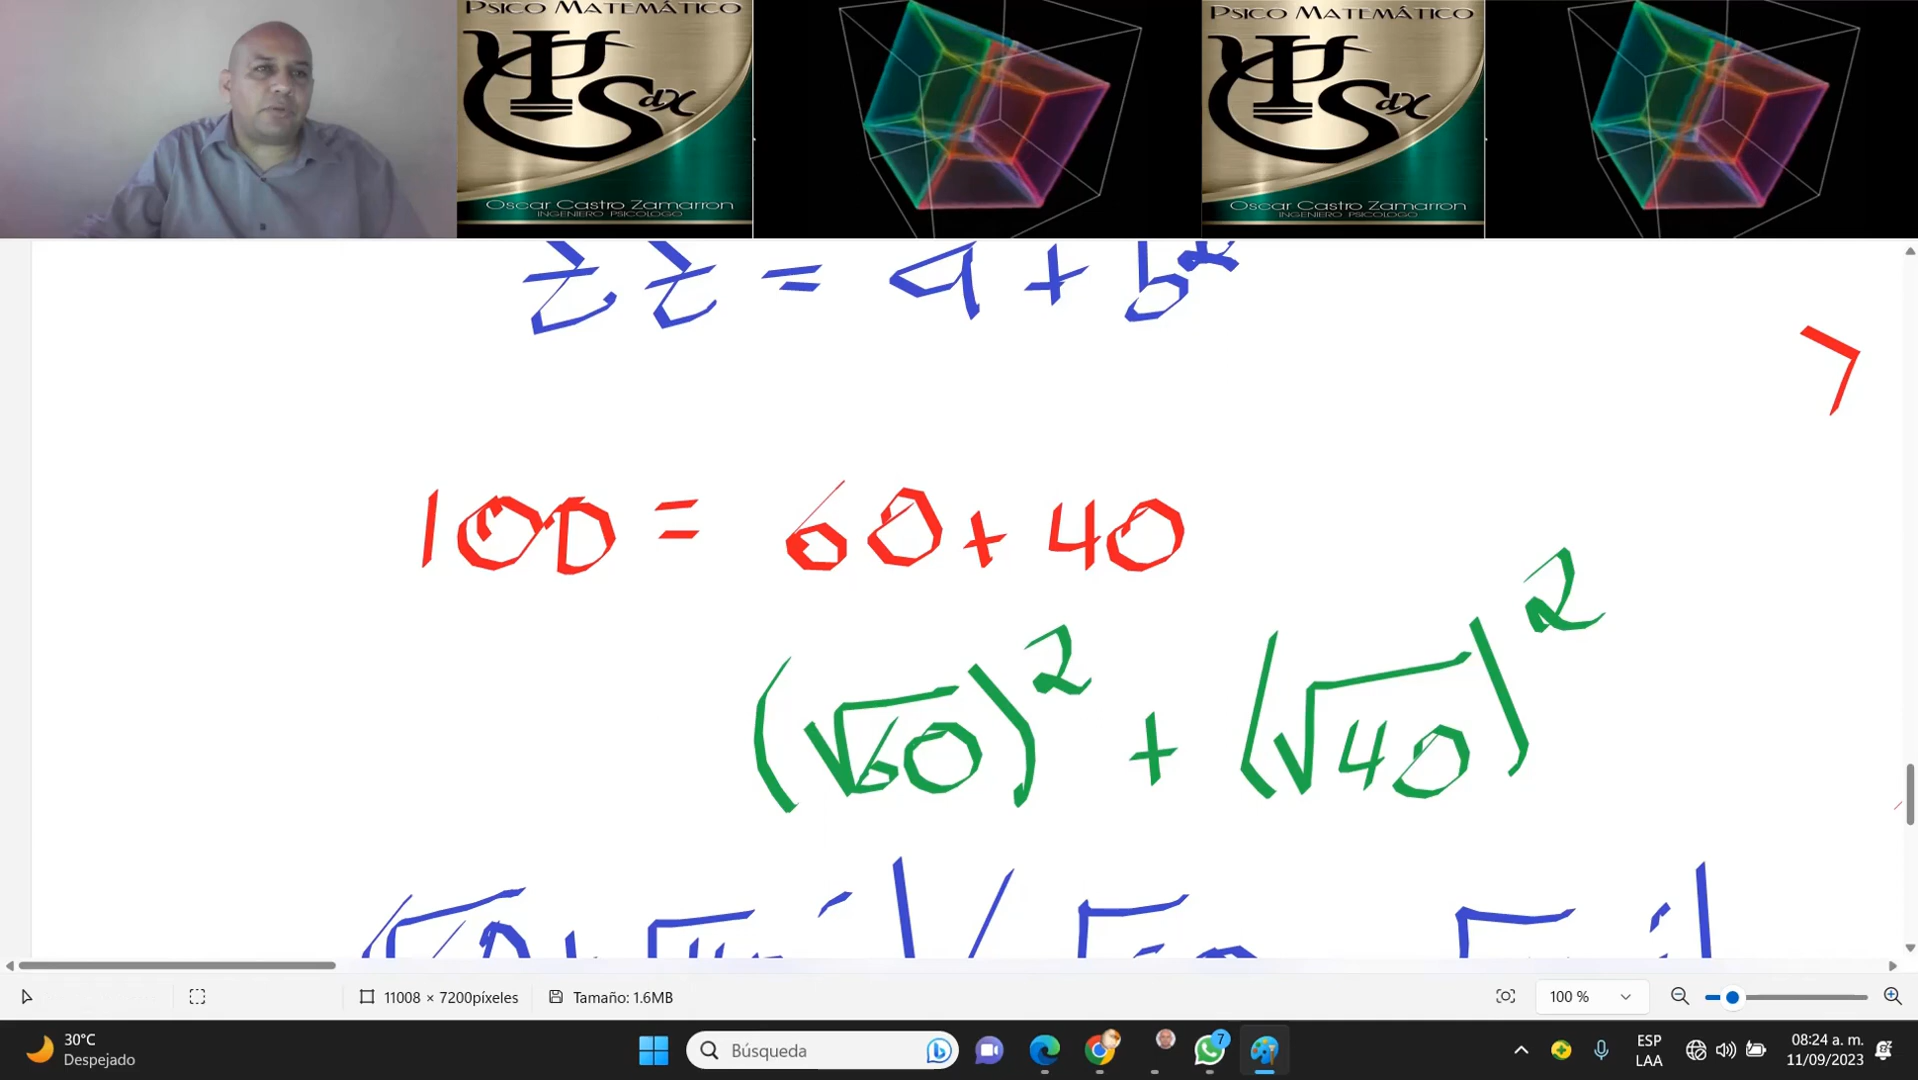 PSICO MATEMÁTICO
dx
Oscar Castro Zamarron
INGENIERO PSICOLOGO
PSICO MATEMÁTICO
dx
Oscar Castro Zamarron
INGENIERO PSICOLOGO
z z = a + b²
100 = 60 + 40
(√60)² + (√40)²
11008 × 7200píxeles
Tamaño: 1.6MB
100 %
30°C
Despejado
Búsqueda
7
ESP
LAA
08:24 a. m.
11/09/2023